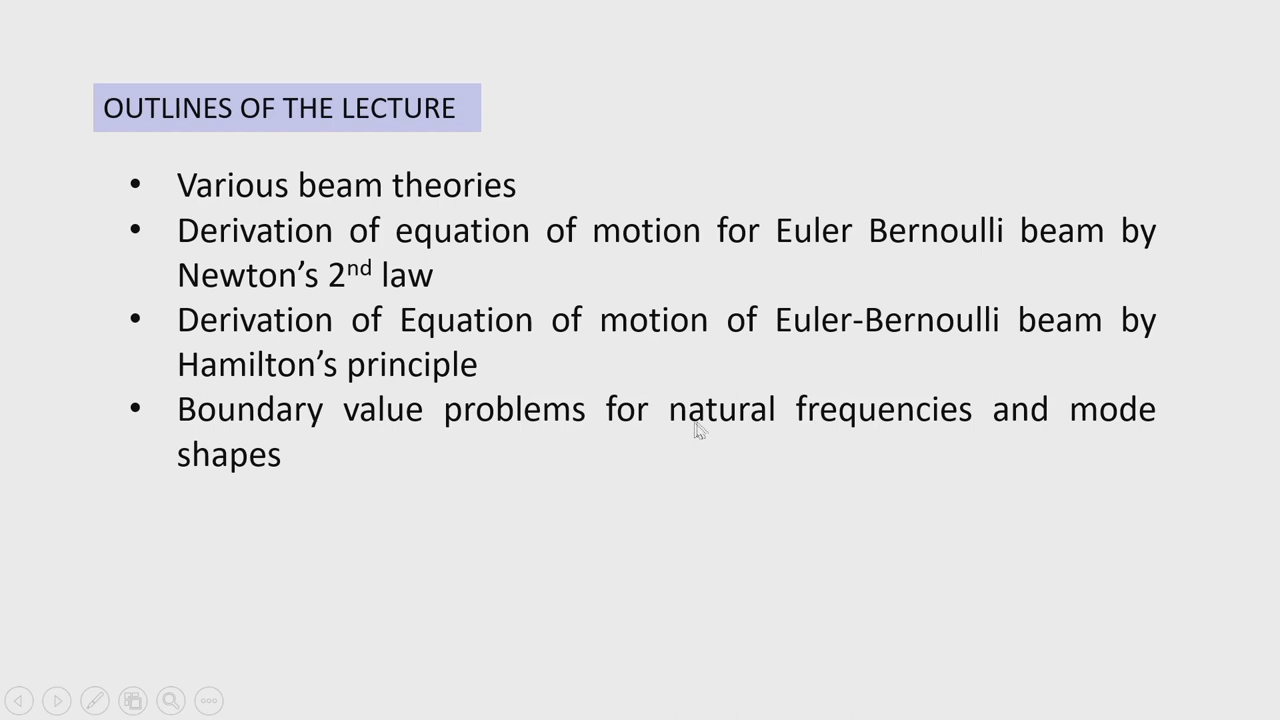 OUTLINES OF THE LECTURE
• Various beam theories
• Derivation of equation of motion for Euler Bernoulli beam by
Newton’s 2nd law
• Derivation of Equation of motion of Euler-Bernoulli beam by
Hamilton’s principle
• Boundary value problems for natural frequencies and mode
shapes